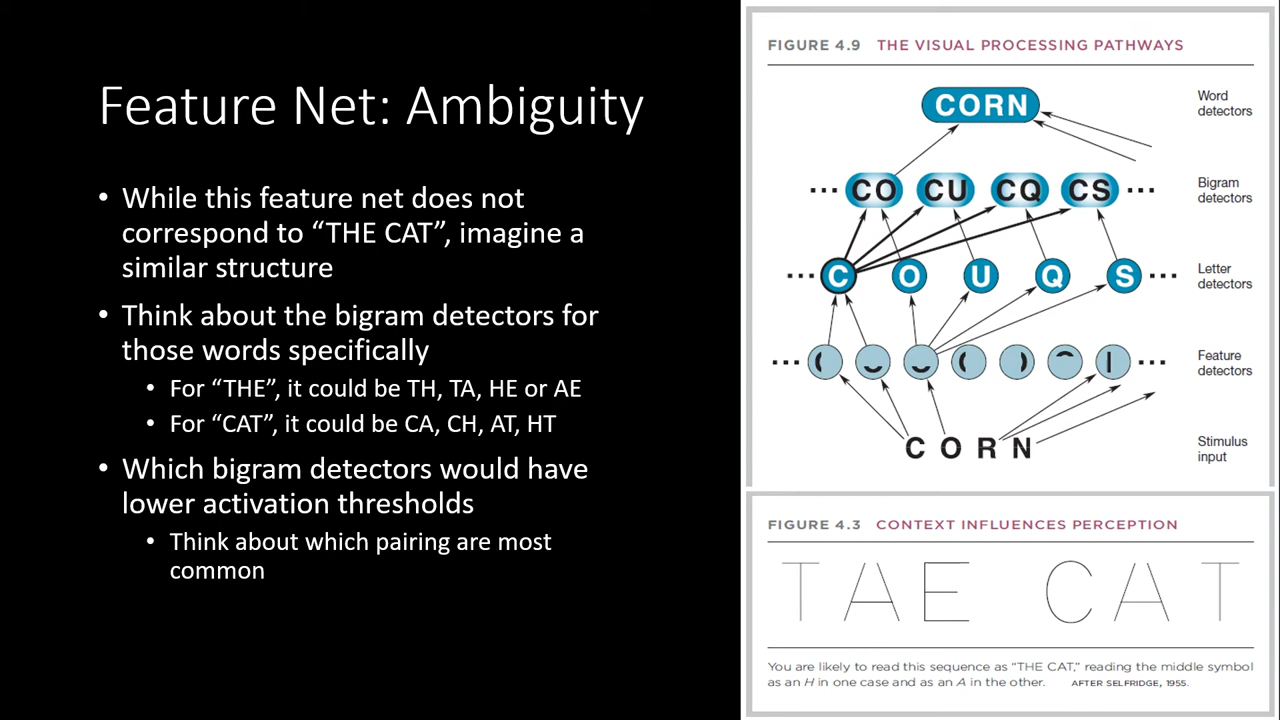 Feature Net: Ambiguity
• While this feature net does not
correspond to “THE CAT”, imagine a
similar structure
• Think about the bigram detectors for
those words specifically
• For “THE”, it could be TH, TA, HE or AE
• For “CAT”, it could be CA, CH, AT, HT
• Which bigram detectors would have
lower activation thresholds
• Think about which pairing are most
common
FIGURE 4.9 THE VISUAL PROCESSING PATHWAYS
CORN
Word
detectors
··· CO CU CQ CS ···
Bigram
detectors
··· C O U Q S ···
Letter
detectors
Feature
detectors
C O R N
Stimulus
input
FIGURE 4.3 CONTEXT INFLUENCES PERCEPTION
TAE CAT
You are likely to read this sequence as “THE CAT,” reading the middle symbol
as an H in one case and as an A in the other. AFTER SELFRIDGE, 1955.